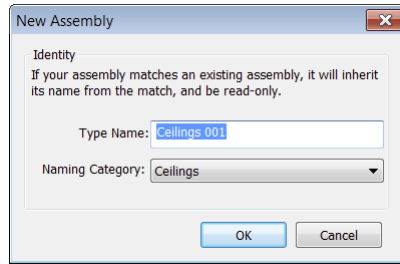 New Assembly
Identity
If your assembly matches an existing assembly, it will inherit
its name from the match, and be read-only.
Type Name: Ceilings 001
Naming Category: Ceilings
OK Cancel